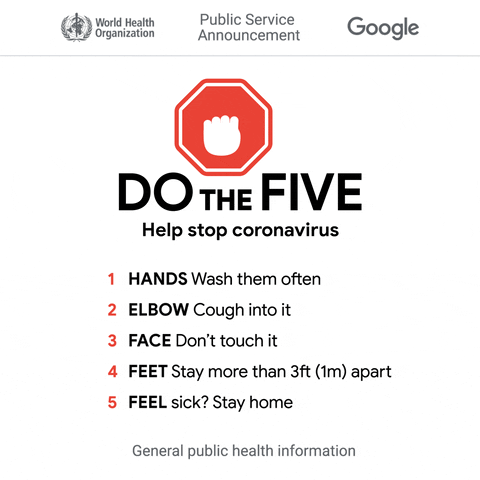 World Health
Organization
Public Service
Announcement
Google
DO THE FIVE
Help stop coronavirus
1 HANDS Wash them often
2 ELBOW Cough into it
3 FACE Don't touch it
4 FEET Stay more than 3ft (1m) apart
5 FEEL sick? Stay home
General public health information